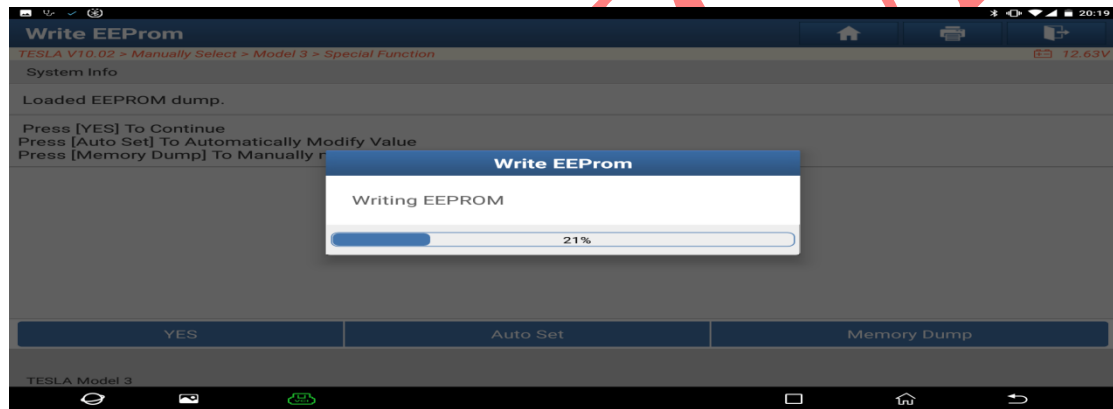 20:19
Write EEProm
TESLA V10.02 > Manually Select > Model 3 > Special Function
12.63V
System Info
Loaded EEPROM dump.
Press [YES] To Continue
Press [Auto Set] To Automatically Modify Value
Press [Memory Dump] To Manually
Write EEProm
Writing EEPROM
21%
YES
Auto Set
Memory Dump
TESLA Model 3